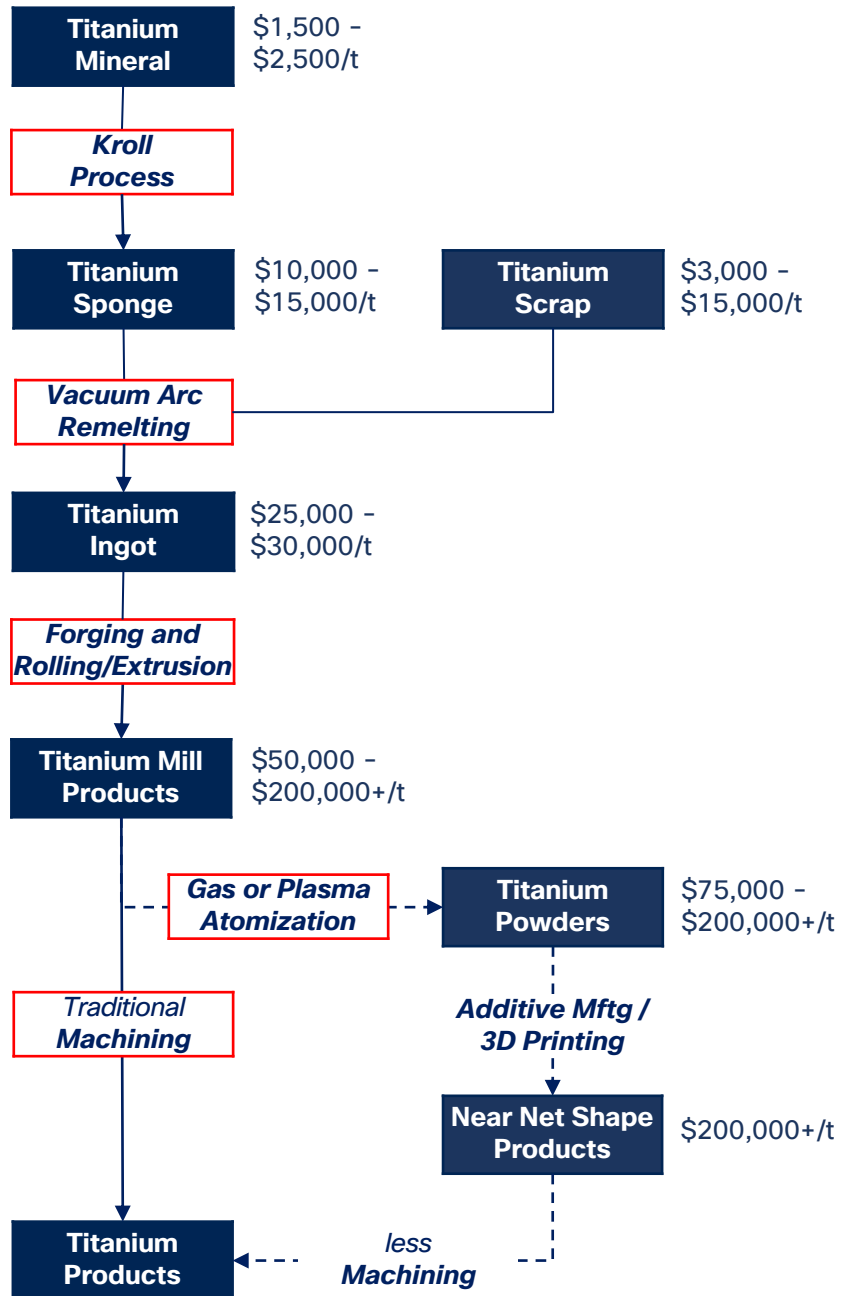 Titanium
Mineral
$1,500 –
$2,500/t
Kroll
Process
Titanium
Sponge
$10,000 –
$15,000/t
Titanium
Scrap
$3,000 –
$15,000/t
Vacuum Arc
Remelting
Titanium
Ingot
$25,000 –
$30,000/t
Forging and
Rolling/Extrusion
Titanium Mill
Products
$50,000 –
$200,000+/t
Gas or Plasma
Atomization
Titanium
Powders
$75,000 –
$200,000+/t
Traditional
Machining
Additive Mftg /
3D Printing
Near Net Shape
Products
$200,000+/t
Titanium
Products
less
Machining